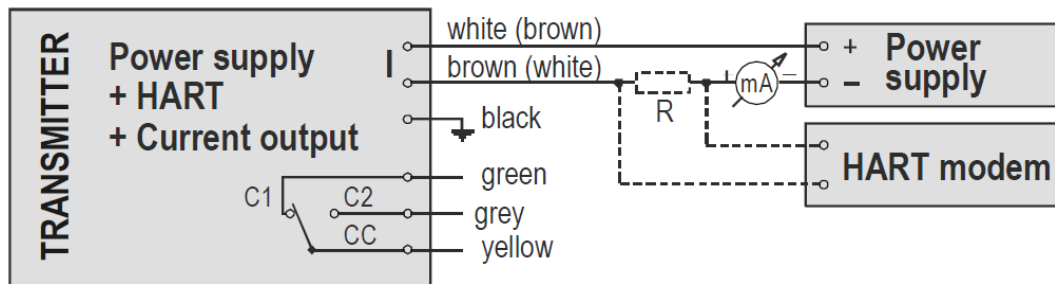 TRANSMITTER
Power supply
+ HART
+ Current output
I
white (brown)
brown (white)
black
green
grey
yellow
C1
C2
CC
R
+ mA −
+ Power
− supply
HART modem